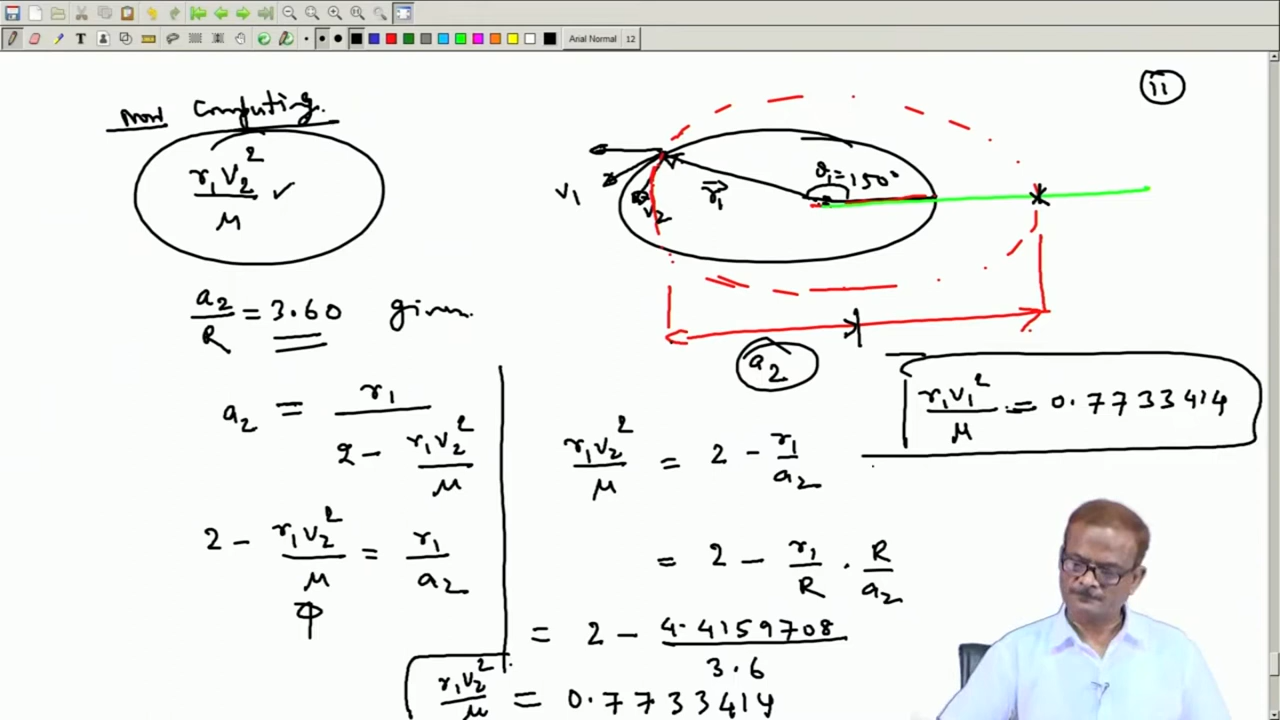 Arial Normal 12
11
Now Computing.
r₁v₂²/μ ✓
v₁
v₂
r⃗₁
θ₁=150°
a₂/R = 3.60 given
a₂
r₁v₁²/μ = 0.7733414
a₂ = r₁/(2 - r₁v₂²/μ)
2 - r₁v₂²/μ = r₁/a₂
r₁v₂²/μ = 2 - r₁/a₂
= 2 - r₁/R · R/a₂
= 2 - 4.4159708/3.6
r₁v₂²/μ = 0.7733414